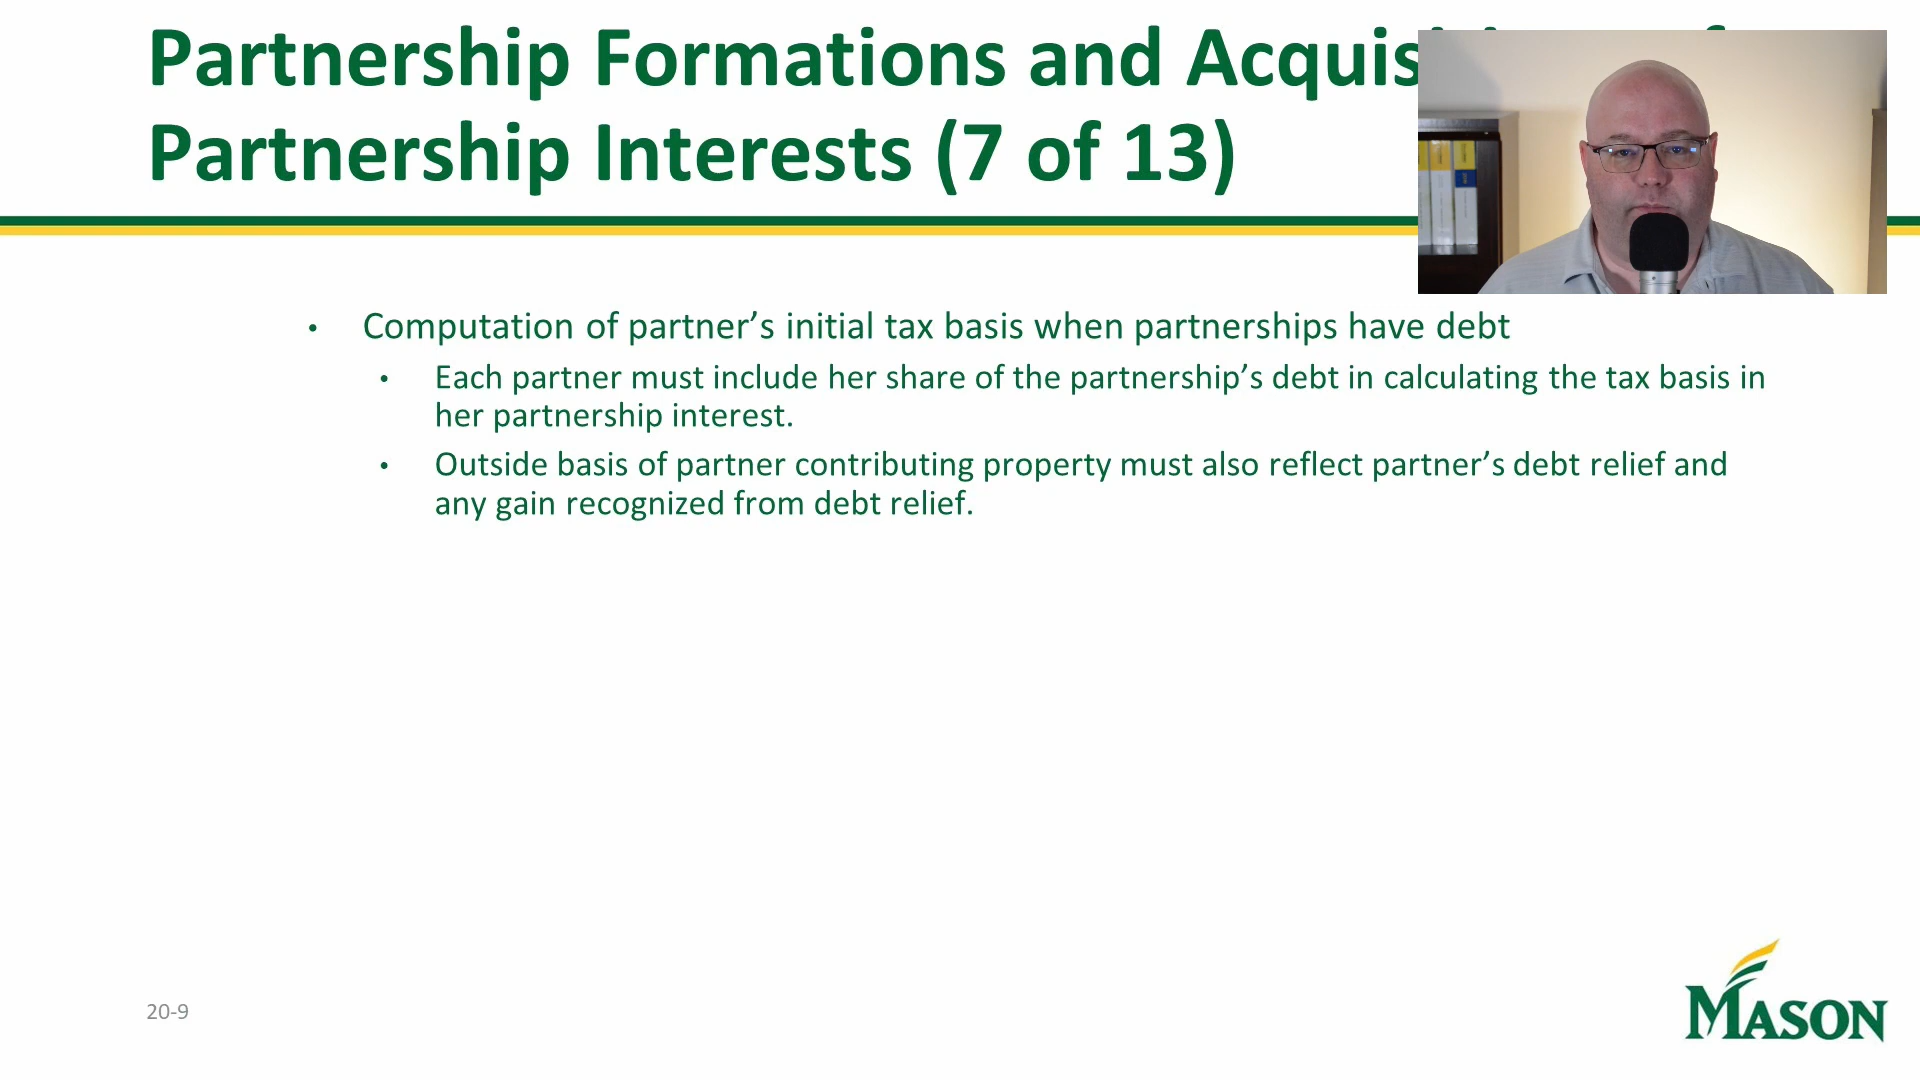 Partnership Formations and Acquis
Partnership Interests (7 of 13)
• Computation of partner’s initial tax basis when partnerships have debt
• Each partner must include her share of the partnership’s debt in calculating the tax basis in
her partnership interest.
• Outside basis of partner contributing property must also reflect partner’s debt relief and
any gain recognized from debt relief.
20-9
MASON